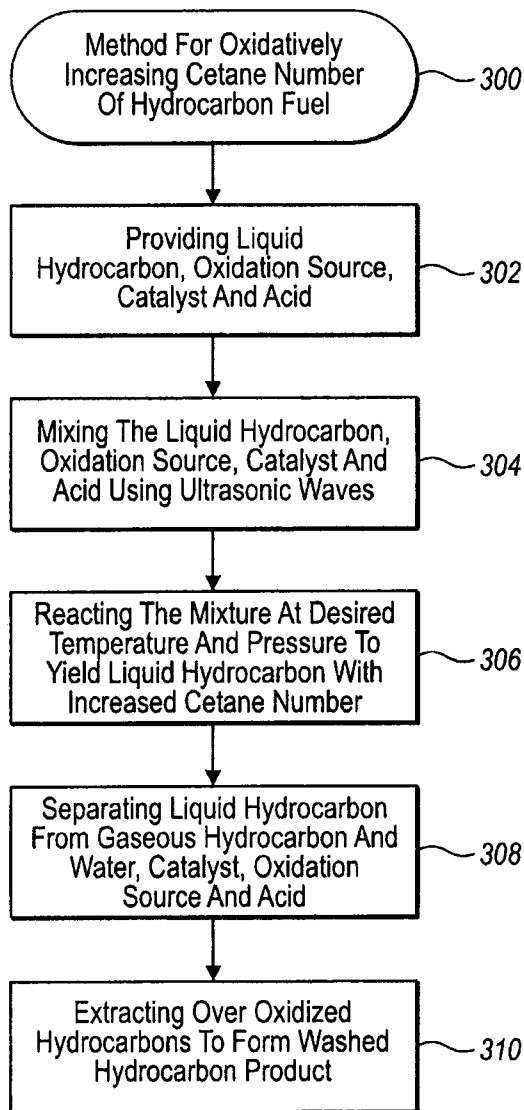 Method For Oxidatively
Increasing Cetane Number
Of Hydrocarbon Fuel
300
Providing Liquid
Hydrocarbon, Oxidation Source,
Catalyst And Acid
302
Mixing The Liquid Hydrocarbon,
Oxidation Source, Catalyst And
Acid Using Ultrasonic Waves
304
Reacting The Mixture At Desired
Temperature And Pressure To
Yield Liquid Hydrocarbon With
Increased Cetane Number
306
Separating Liquid Hydrocarbon
From Gaseous Hydrocarbon And
Water, Catalyst, Oxidation
Source And Acid
308
Extracting Over Oxidized
Hydrocarbons To Form Washed
Hydrocarbon Product
310